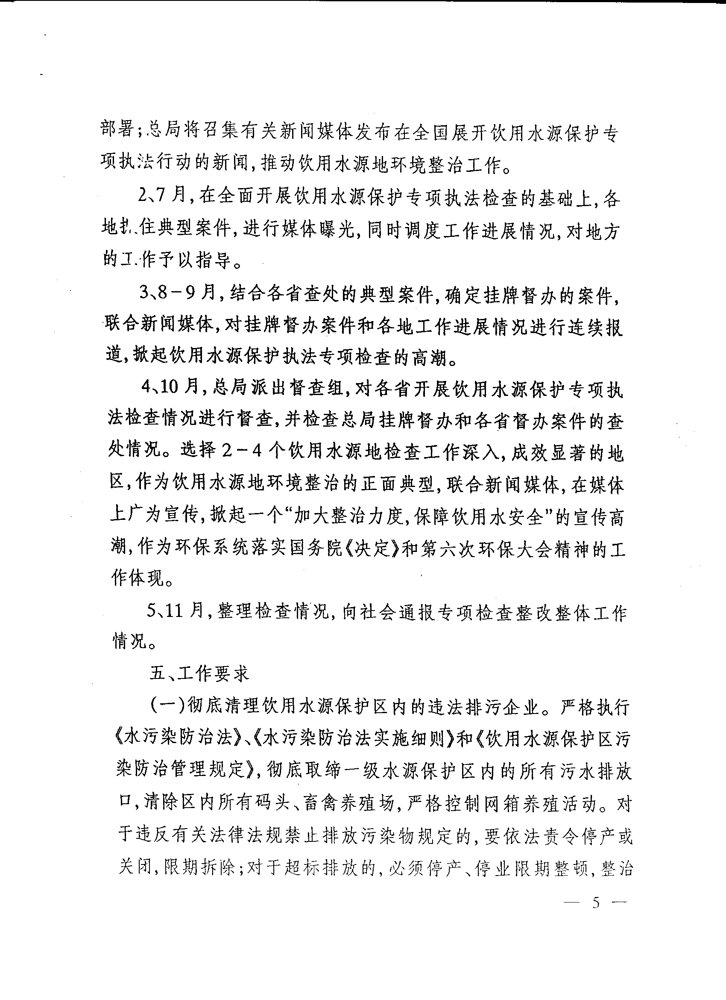 部署;总局将召集有关新闻媒体发布在全国展开饮用水源保护专
项执法行动的新闻,推动饮用水源地环境整治工作。
2、7月,在全面开展饮用水源保护专项执法检查的基础上,各
地抓住典型案件,进行媒体曝光,同时调度工作进展情况,对地方
的工作予以指导。
3、8－9月,结合各省查处的典型案件,确定挂牌督办的案件,
联合新闻媒体,对挂牌督办案件和各地工作进展情况进行连续报
道,掀起饮用水源保护执法专项检查的高潮。
4、10月,总局派出督查组,对各省开展饮用水源保护专项执
法检查情况进行督查,并检查总局挂牌督办和各省督办案件的查
处情况。选择2－4个饮用水源地检查工作深入,成效显著的地
区,作为饮用水源地环境整治的正面典型,联合新闻媒体,在媒体
上广为宣传,掀起一个“加大整治力度,保障饮用水安全”的宣传高
潮,作为环保系统落实国务院《决定》和第六次环保大会精神的工
作体现。
5、11月,整理检查情况,向社会通报专项检查整改整体工作
情况。
五、工作要求
(一)彻底清理饮用水源保护区内的违法排污企业。严格执行
《水污染防治法》、《水污染防治法实施细则》和《饮用水源保护区污
染防治管理规定》,彻底取缔一级水源保护区内的所有污水排放
口,清除区内所有码头、畜禽养殖场,严格控制网箱养殖活动。对
于违反有关法律法规禁止排放污染物规定的,要依法责令停产或
关闭,限期拆除;对于超标排放的,必须停产、停业限期整顿,整治
— 5 —